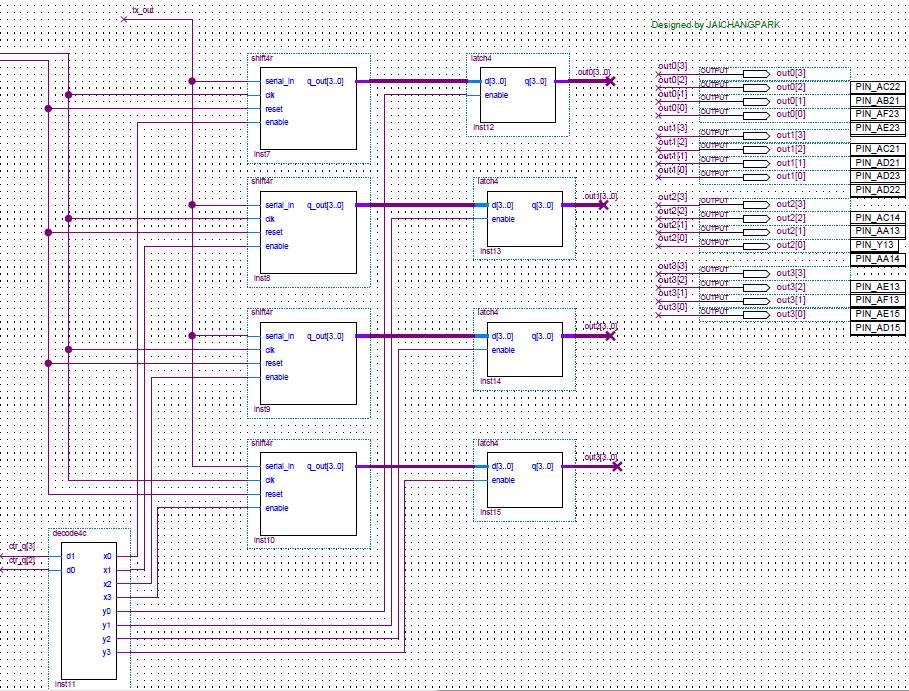 tx_out
Designed by JAICHANGPARK
shift4r
serial_in q_out[3..0]
clk
reset
enable
inst7
latch4
d[3..0] q[3..0]
enable
inst12
out0[3..0]
shift4r
serial_in q_out[3..0]
clk
reset
enable
inst8
latch4
d[3..0] q[3..0]
enable
inst13
out1[3..0]
shift4r
serial_in q_out[3..0]
clk
reset
enable
inst9
latch4
d[3..0] q[3..0]
enable
inst14
out2[3..0]
shift4r
serial_in q_out[3..0]
clk
reset
enable
inst10
latch4
d[3..0] q[3..0]
enable
inst15
out3[3..0]
decode4c
ctr_q[3]
ctr_q[2]
d1 x0
d0 x1
x2
x3
y0
y1
y2
y3
inst11
out0[3] OUTPUT out0[3]
out0[2] OUTPUT out0[2] PIN_AC22
out0[1] OUTPUT out0[1] PIN_AB21
out0[0] OUTPUT out0[0] PIN_AF23
PIN_AE23
out1[3] OUTPUT out1[3]
out1[2] OUTPUT out1[2] PIN_AC21
out1[1] OUTPUT out1[1] PIN_AD21
out1[0] OUTPUT out1[0] PIN_AD23
PIN_AD22
out2[3] OUTPUT out2[3]
out2[2] OUTPUT out2[2] PIN_AC14
out2[1] OUTPUT out2[1] PIN_AA13
out2[0] OUTPUT out2[0] PIN_Y13
PIN_AA14
out3[3] OUTPUT out3[3]
out3[2] OUTPUT out3[2] PIN_AE13
out3[1] OUTPUT out3[1] PIN_AF13
out3[0] OUTPUT out3[0] PIN_AE15
PIN_AD15